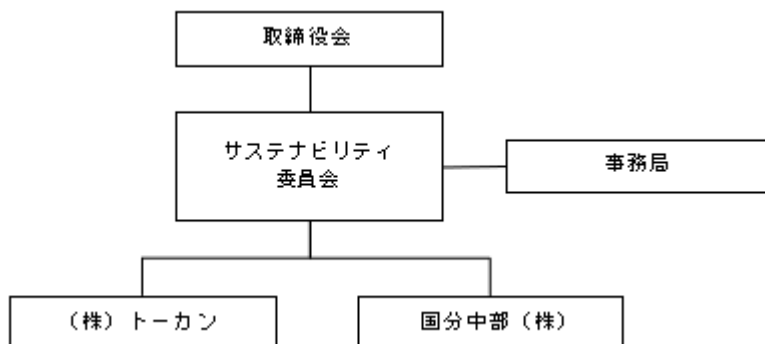 取締役会
サステナビリティ
委員会
事務局
（株）トーカン
国分中部（株）